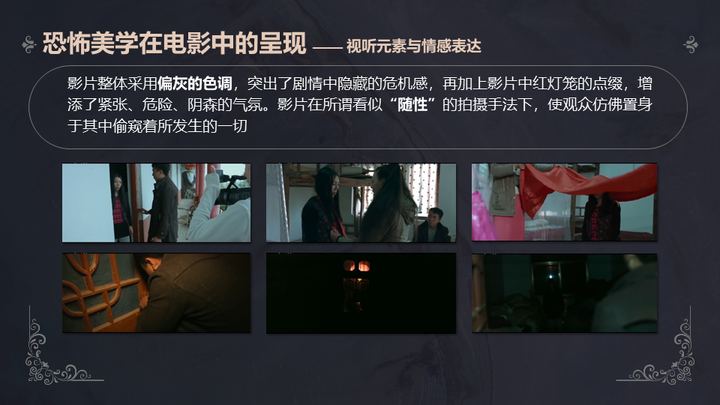 恐怖美学在电影中的呈现 —— 视听元素与情感表达
影片整体采用偏灰的色调，突出了剧情中隐藏的危机感，再加上影片中红灯笼的点缀，增
添了紧张、危险、阴森的气氛。影片在所谓看似“随性”的拍摄手法下，使观众仿佛置身
于其中偷窥着所发生的一切